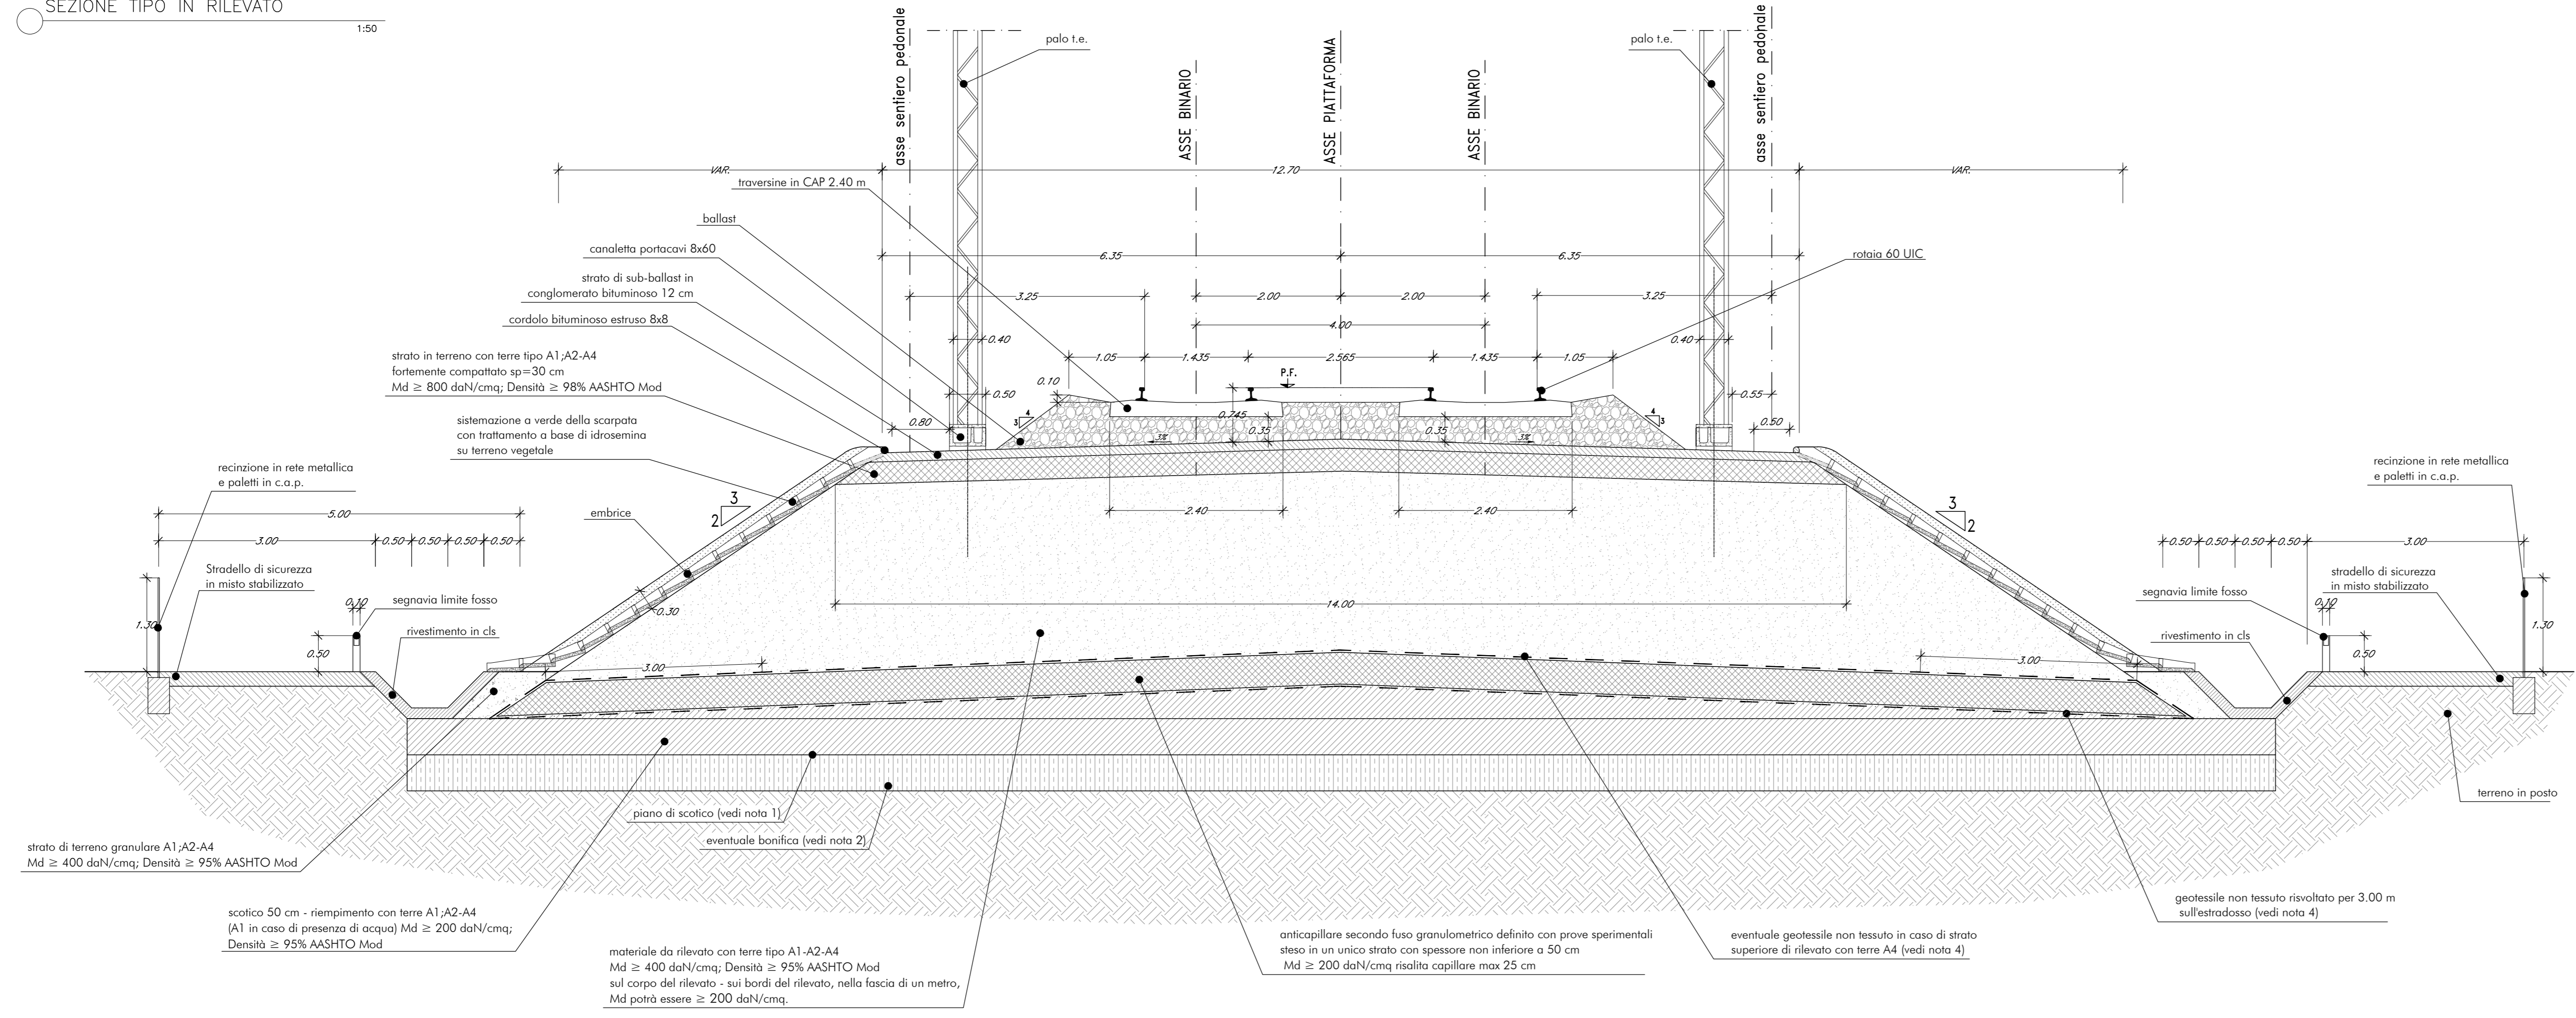 SEZIONE TIPO IN RILEVATO
1:50
asse sentiero pedonale
palo t.e.
ASSE BINARIO
ASSE PIATTAFORMA
ASSE BINARIO
palo t.e.
asse sentiero pedonale
VAR.
12.70
VAR.
traversine in CAP 2.40 m
ballast
canaletta portacavi 8x60
strato di sub-ballast in
conglomerato bituminoso 12 cm
cordolo bituminoso estruso 8x8
strato in terreno con terre tipo A1;A2-A4
fortemente compattato sp=30 cm
Md ≥ 800 daN/cmq; Densità ≥ 98% AASHTO Mod
sistemazione a verde della scarpata
con trattamento a base di idrosemina
su terreno vegetale
6.35
6.35
rotaia 60 UIC
3.25
2.00
2.00
3.25
4.00
0.40
0.40
1.05
1.435
2.565
1.435
1.05
P.F.
0.10
0.50
0.55
0.80
3
4
0.745
0.35
0.35
3%
3%
4
3
0.50
recinzione in rete metallica
e paletti in c.a.p.
recinzione in rete metallica
e paletti in c.a.p.
3
2
3
2
2.40
2.40
5.00
embrice
3.00
0.50
0.50
0.50
0.50
0.50
0.50
0.50
0.50
3.00
Stradello di sicurezza
in misto stabilizzato
stradello di sicurezza
in misto stabilizzato
0.10
segnavia limite fosso
0.30
14.00
segnavia limite fosso
0.10
1.30
rivestimento in cls
rivestimento in cls
1.30
0.50
0.50
3.00
3.00
piano di scotico (vedi nota 1)
eventuale bonifica (vedi nota 2)
terreno in posto
strato di terreno granulare A1;A2-A4
Md ≥ 400 daN/cmq; Densità ≥ 95% AASHTO Mod
scotico 50 cm - riempimento con terre A1;A2-A4
(A1 in caso di presenza di acqua) Md ≥ 200 daN/cmq;
Densità ≥ 95% AASHTO Mod
materiale da rilevato con terre tipo A1-A2-A4
Md ≥ 400 daN/cmq; Densità ≥ 95% AASHTO Mod
sul corpo del rilevato - sui bordi del rilevato, nella fascia di un metro,
Md potrà essere ≥ 200 daN/cmq.
anticapillare secondo fuso granulometrico definito con prove sperimentali
steso in un unico strato con spessore non inferiore a 50 cm
Md ≥ 200 daN/cmq risalita capillare max 25 cm
eventuale geotessile non tessuto in caso di strato
superiore di rilevato con terre A4 (vedi nota 4)
geotessile non tessuto risvoltato per 3.00 m
sull'estradosso (vedi nota 4)